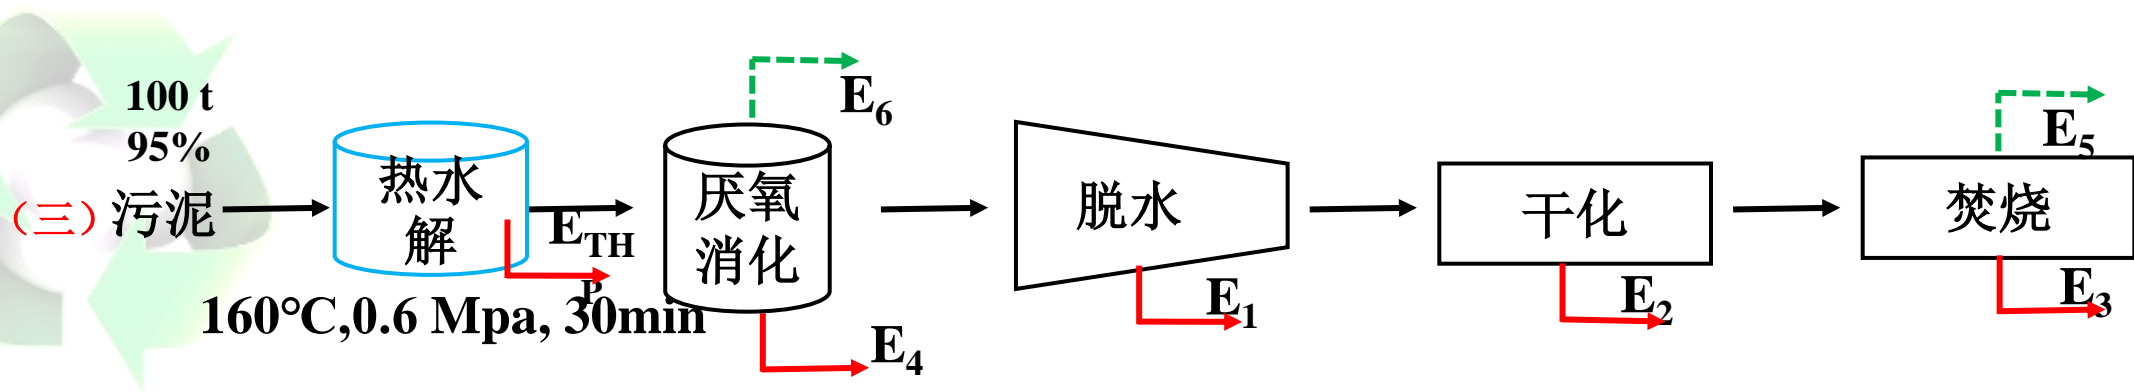 100 t
95%
（三）污泥
热水
解
E_THP
160°C,0.6 Mpa, 30min
E₆
厌氧
消化
E₄
脱水
E₁
干化
E₂
E₅
焚烧
E₃